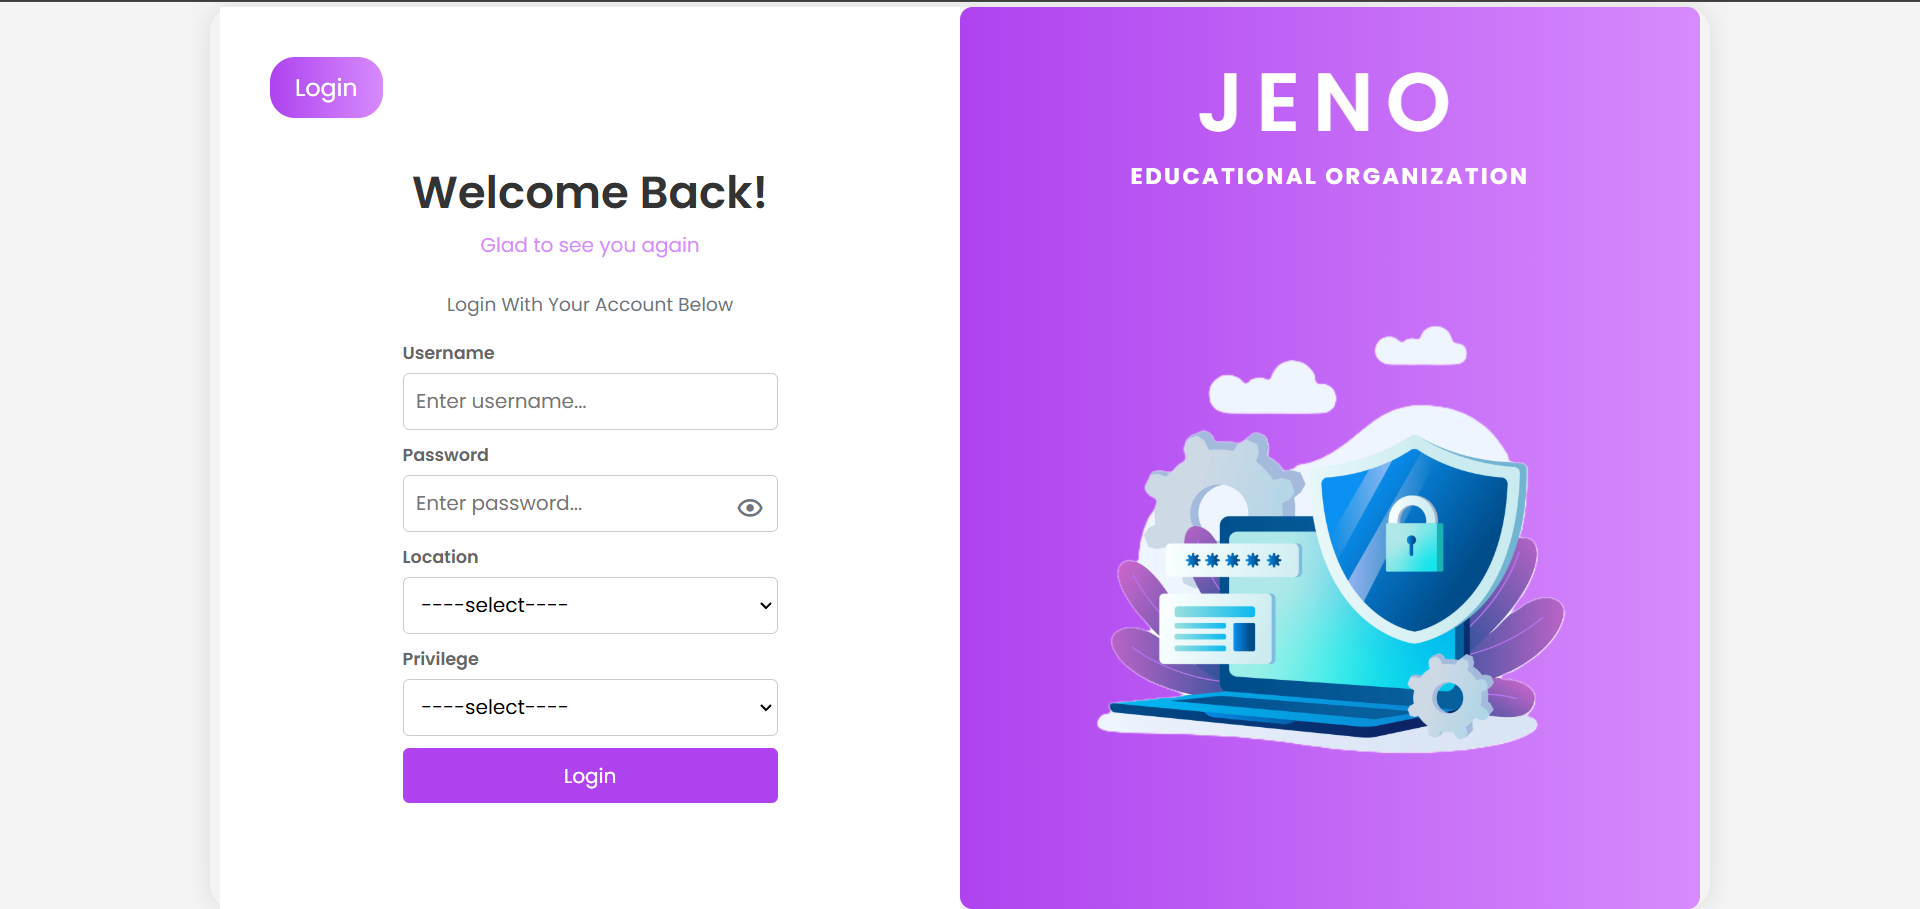 Login
Welcome Back!
Glad to see you again
Login With Your Account Below
Username
Enter username...
Password
Enter password...
Location
----select----
Privilege
----select----
Login
JENO
EDUCATIONAL ORGANIZATION